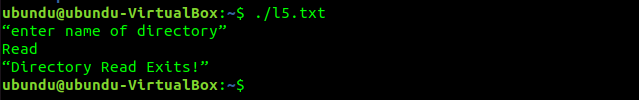 ubundu@ubundu-VirtualBox:~$ ./l5.txt
“enter name of directory”
Read
“Directory Read Exits!”
ubundu@ubundu-VirtualBox:~$